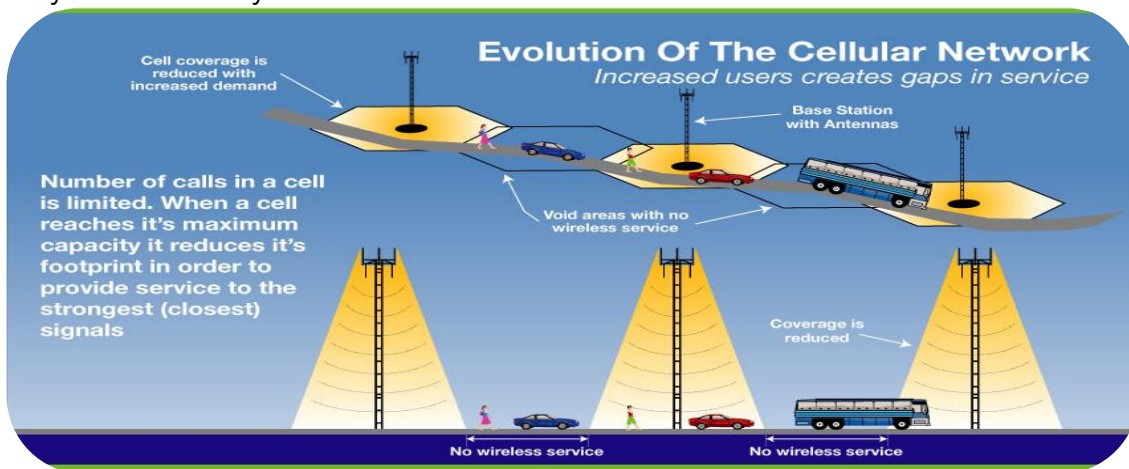 Evolution Of The Cellular Network
Increased users creates gaps in service
Cell coverage is
reduced with
increased demand
Base Station
with Antennas
Number of calls in a cell
is limited. When a cell
reaches it's maximum
capacity it reduces it's
footprint in order to
provide service to the
strongest (closest)
signals
Void areas with no
wireless service
Coverage is
reduced
No wireless service
No wireless service